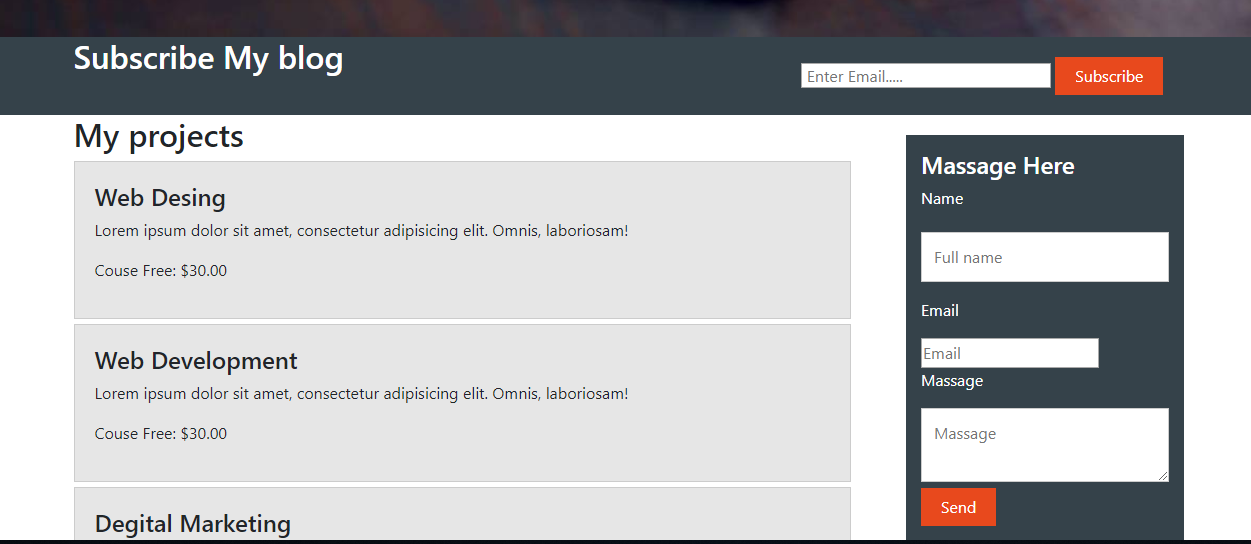 Subscribe My blog
Enter Email.....
Subscribe
My projects
Web Desing
Lorem ipsum dolor sit amet, consectetur adipisicing elit. Omnis, laboriosam!
Couse Free: $30.00
Web Development
Lorem ipsum dolor sit amet, consectetur adipisicing elit. Omnis, laboriosam!
Couse Free: $30.00
Degital Marketing
Massage Here
Name
Full name
Email
Email
Massage
Massage
Send